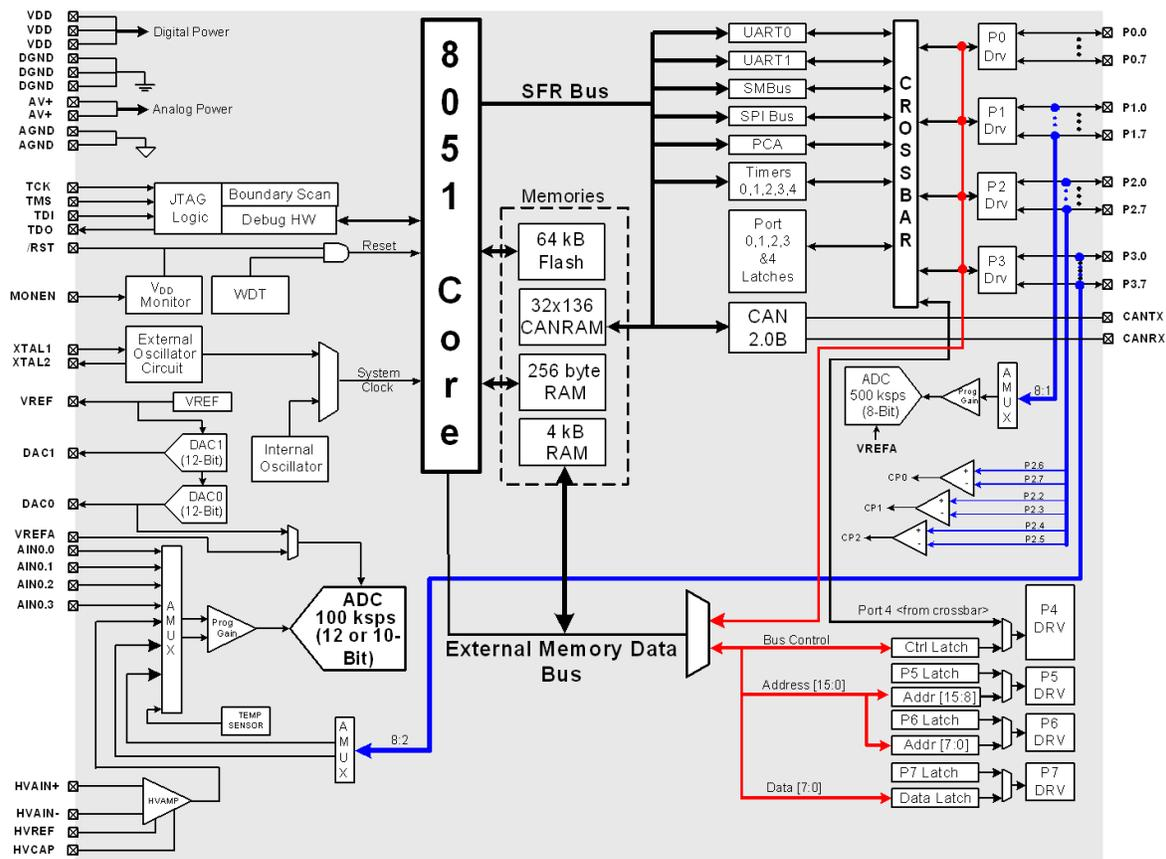 VDD
VDD
VDD
Digital Power
DGND
DGND
DGND
AV+
AV+
Analog Power
AGND
AGND
TCK
TMS
TDI
TDO
JTAG
Logic
Boundary Scan
Debug HW
/RST
Reset
MONEN
VDD
Monitor
WDT
XTAL1
XTAL2
External
Oscillator
Circuit
System
Clock
VREF
VREF
Internal
Oscillator
DAC1
DAC1
(12-Bit)
DAC0
DAC0
(12-Bit)
VREFA
AIN0.0
AIN0.1
AIN0.2
AIN0.3
A
M
U
X
Prog
Gain
ADC
100 ksps
(12 or 10-
Bit)
TEMP
SENSOR
A
M
U
X
8:2
HVAIN+
HVAIN-
HVREF
HVCAP
HVAMP
8
0
5
1
C
o
r
e
SFR Bus
Memories
64 kB
Flash
32x136
CANRAM
256 byte
RAM
4 kB
RAM
External Memory Data
Bus
UART0
UART1
SMBus
SPI Bus
PCA
Timers
0,1,2,3,4
Port
0,1,2,3
&4
Latches
CAN
2.0B
C
R
O
S
S
B
A
R
P0
Drv
P1
Drv
P2
Drv
P3
Drv
P0.0
P0.7
P1.0
P1.7
P2.0
P2.7
P3.0
P3.7
CANTX
CANRX
ADC
500 ksps
(8-Bit)
VREFA
Prog
Gain
A
M
U
X
8:1
CP0
+
-
P2.6
P2.7
CP1
+
-
P2.2
P2.3
CP2
+
-
P2.4
P2.5
Port 4 <from crossbar>
Bus Control
Ctrl Latch
P4
DRV
Address [15:0]
P5 Latch
Addr [15:8]
P5
DRV
P6 Latch
Addr [7:0]
P6
DRV
Data [7:0]
P7 Latch
Data Latch
P7
DRV